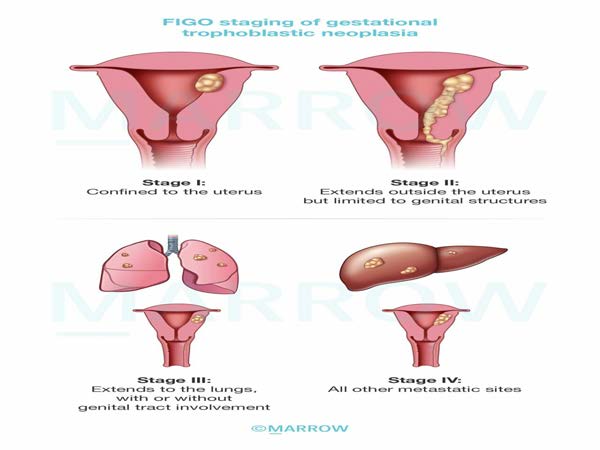 FIGO staging of gestational
trophoblastic neoplasia
MARROW
Stage I:
Confined to the uterus
Stage II:
Extends outside the uterus
but limited to genital structures
MARROW
Stage III:
Extends to the lungs,
with or without
genital tract involvement
Stage IV:
All other metastatic sites
©MARROW